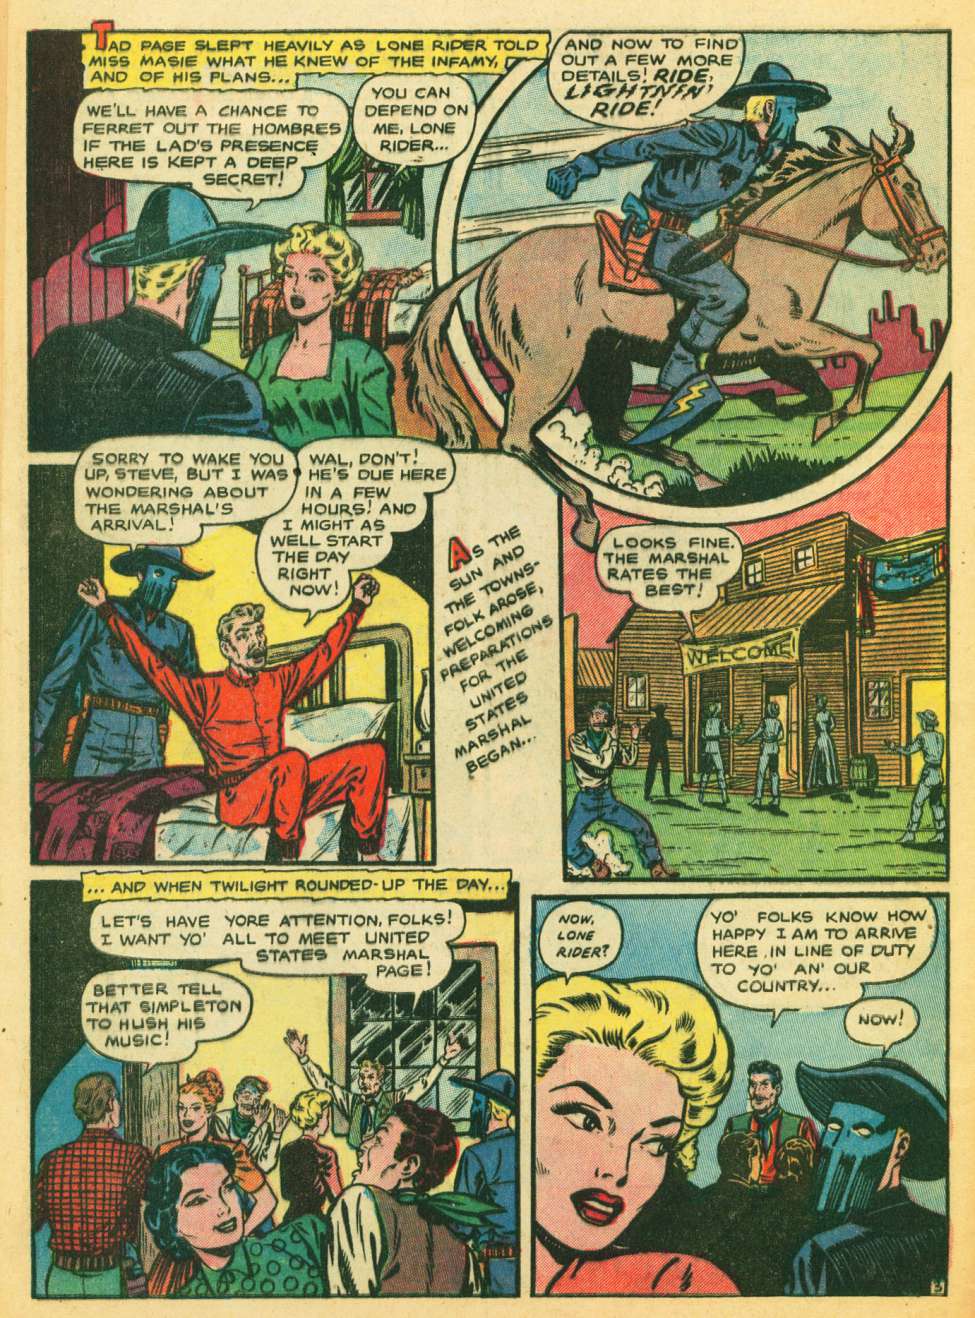 TAD PAGE SLEPT HEAVILY AS LONE RIDER TOLD
MISS MASIE WHAT HE KNEW OF THE INFAMY,
AND OF HIS PLANS...
WE'LL HAVE A CHANCE TO
FERRET OUT THE HOMBRES
IF THE LAD'S PRESENCE
HERE IS KEPT A DEEP
SECRET!
YOU CAN
DEPEND ON
ME, LONE
RIDER...
AND NOW TO FIND
OUT A FEW MORE
DETAILS! RIDE,
LIGHTNIN'
RIDE!
SORRY TO WAKE YOU
UP, STEVE, BUT I WAS
WONDERING ABOUT
THE MARSHAL'S
ARRIVAL!
WAL, DON'T!
HE'S DUE HERE
IN A FEW
HOURS! AND
I MIGHT AS
WELL START
THE DAY
RIGHT
NOW!
AS THE
SUN AND
THE TOWNS-
FOLK AROSE,
WELCOMING
PREPARATIONS
FOR THE
UNITED
STATES
MARSHAL
BEGAN...
LOOKS FINE.
THE MARSHAL
RATES THE
BEST!
WELCOME
... AND WHEN TWILIGHT ROUNDED-UP THE DAY...
LET'S HAVE YORE ATTENTION, FOLKS!
I WANT YO' ALL TO MEET UNITED
STATES MARSHAL
PAGE!
BETTER TELL
THAT SIMPLETON
TO HUSH HIS
MUSIC!
NOW,
LONE
RIDER?
YO' FOLKS KNOW HOW
HAPPY I AM TO ARRIVE
HERE IN LINE OF DUTY
TO YO' AN' OUR
COUNTRY...
NOW!
3